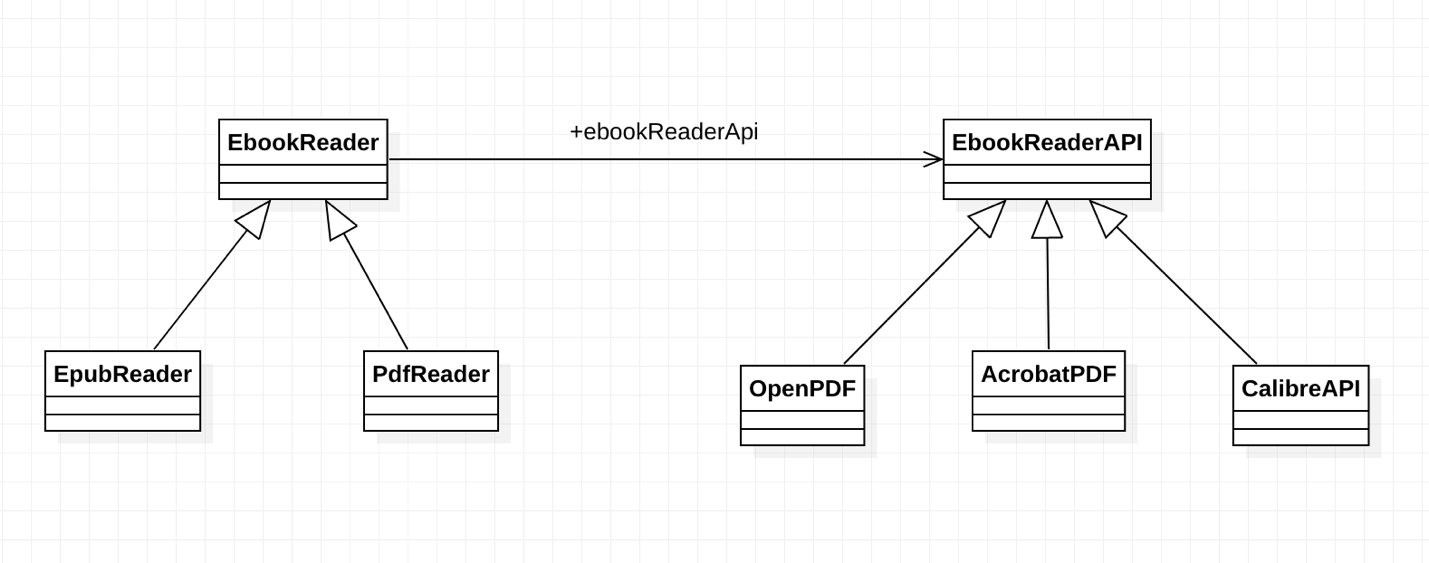 +ebookReaderApi
EbookReader
EbookReaderAPI
EpubReader
PdfReader
OpenPDF
AcrobatPDF
CalibreAPI